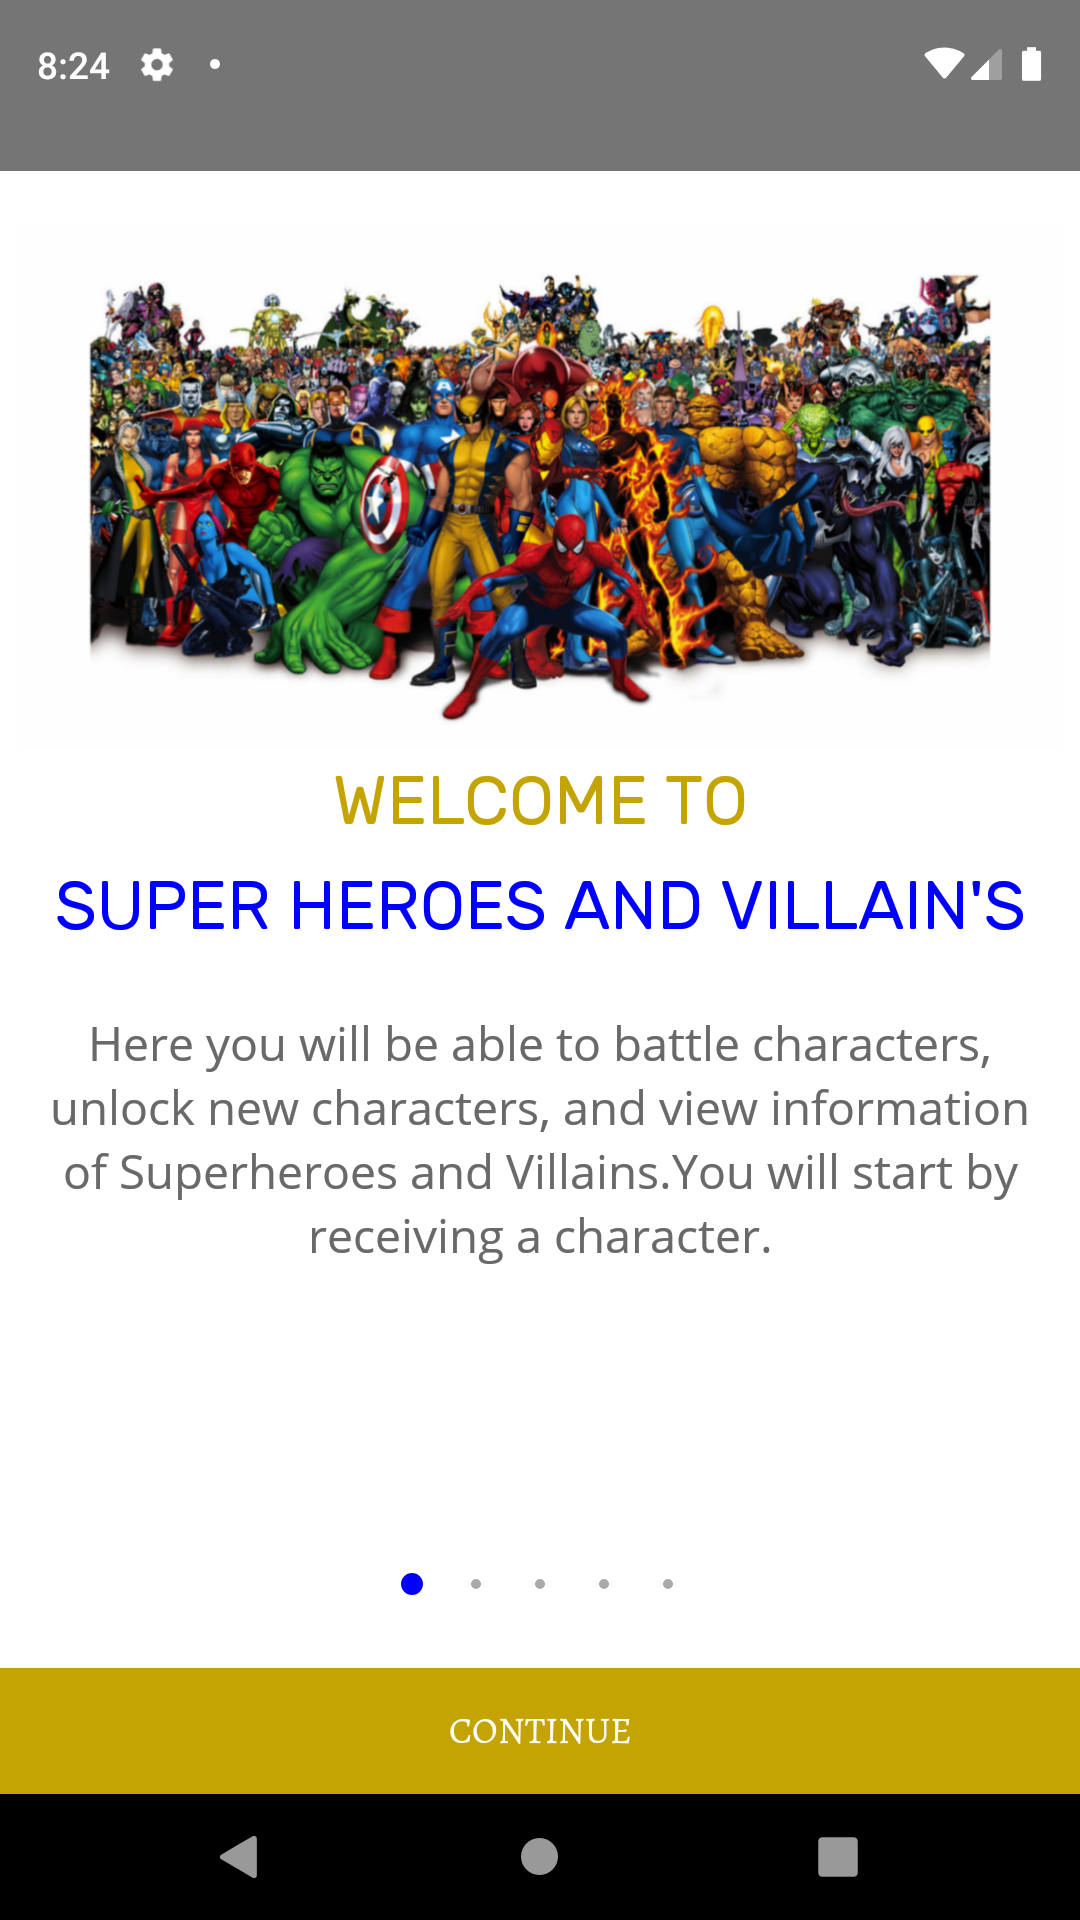 8:24
WELCOME TO
SUPER HEROES AND VILLAIN'S
Here you will be able to battle characters,
unlock new characters, and view information
of Superheroes and Villains.You will start by
receiving a character.
CONTINUE